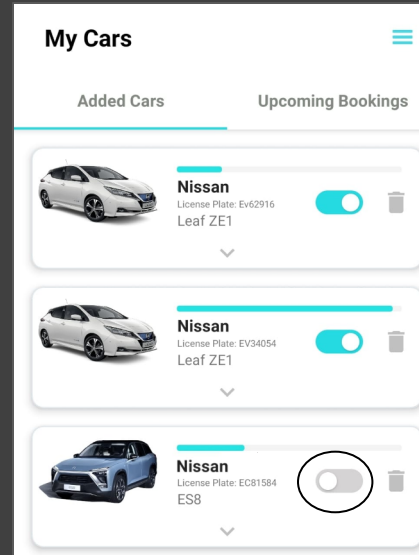 My Cars
Added Cars
Upcoming Bookings
Nissan
License Plate: Ev62916
Leaf ZE1
Nissan
License Plate: EV34054
Leaf ZE1
Nissan
License Plate: EC81584
ES8